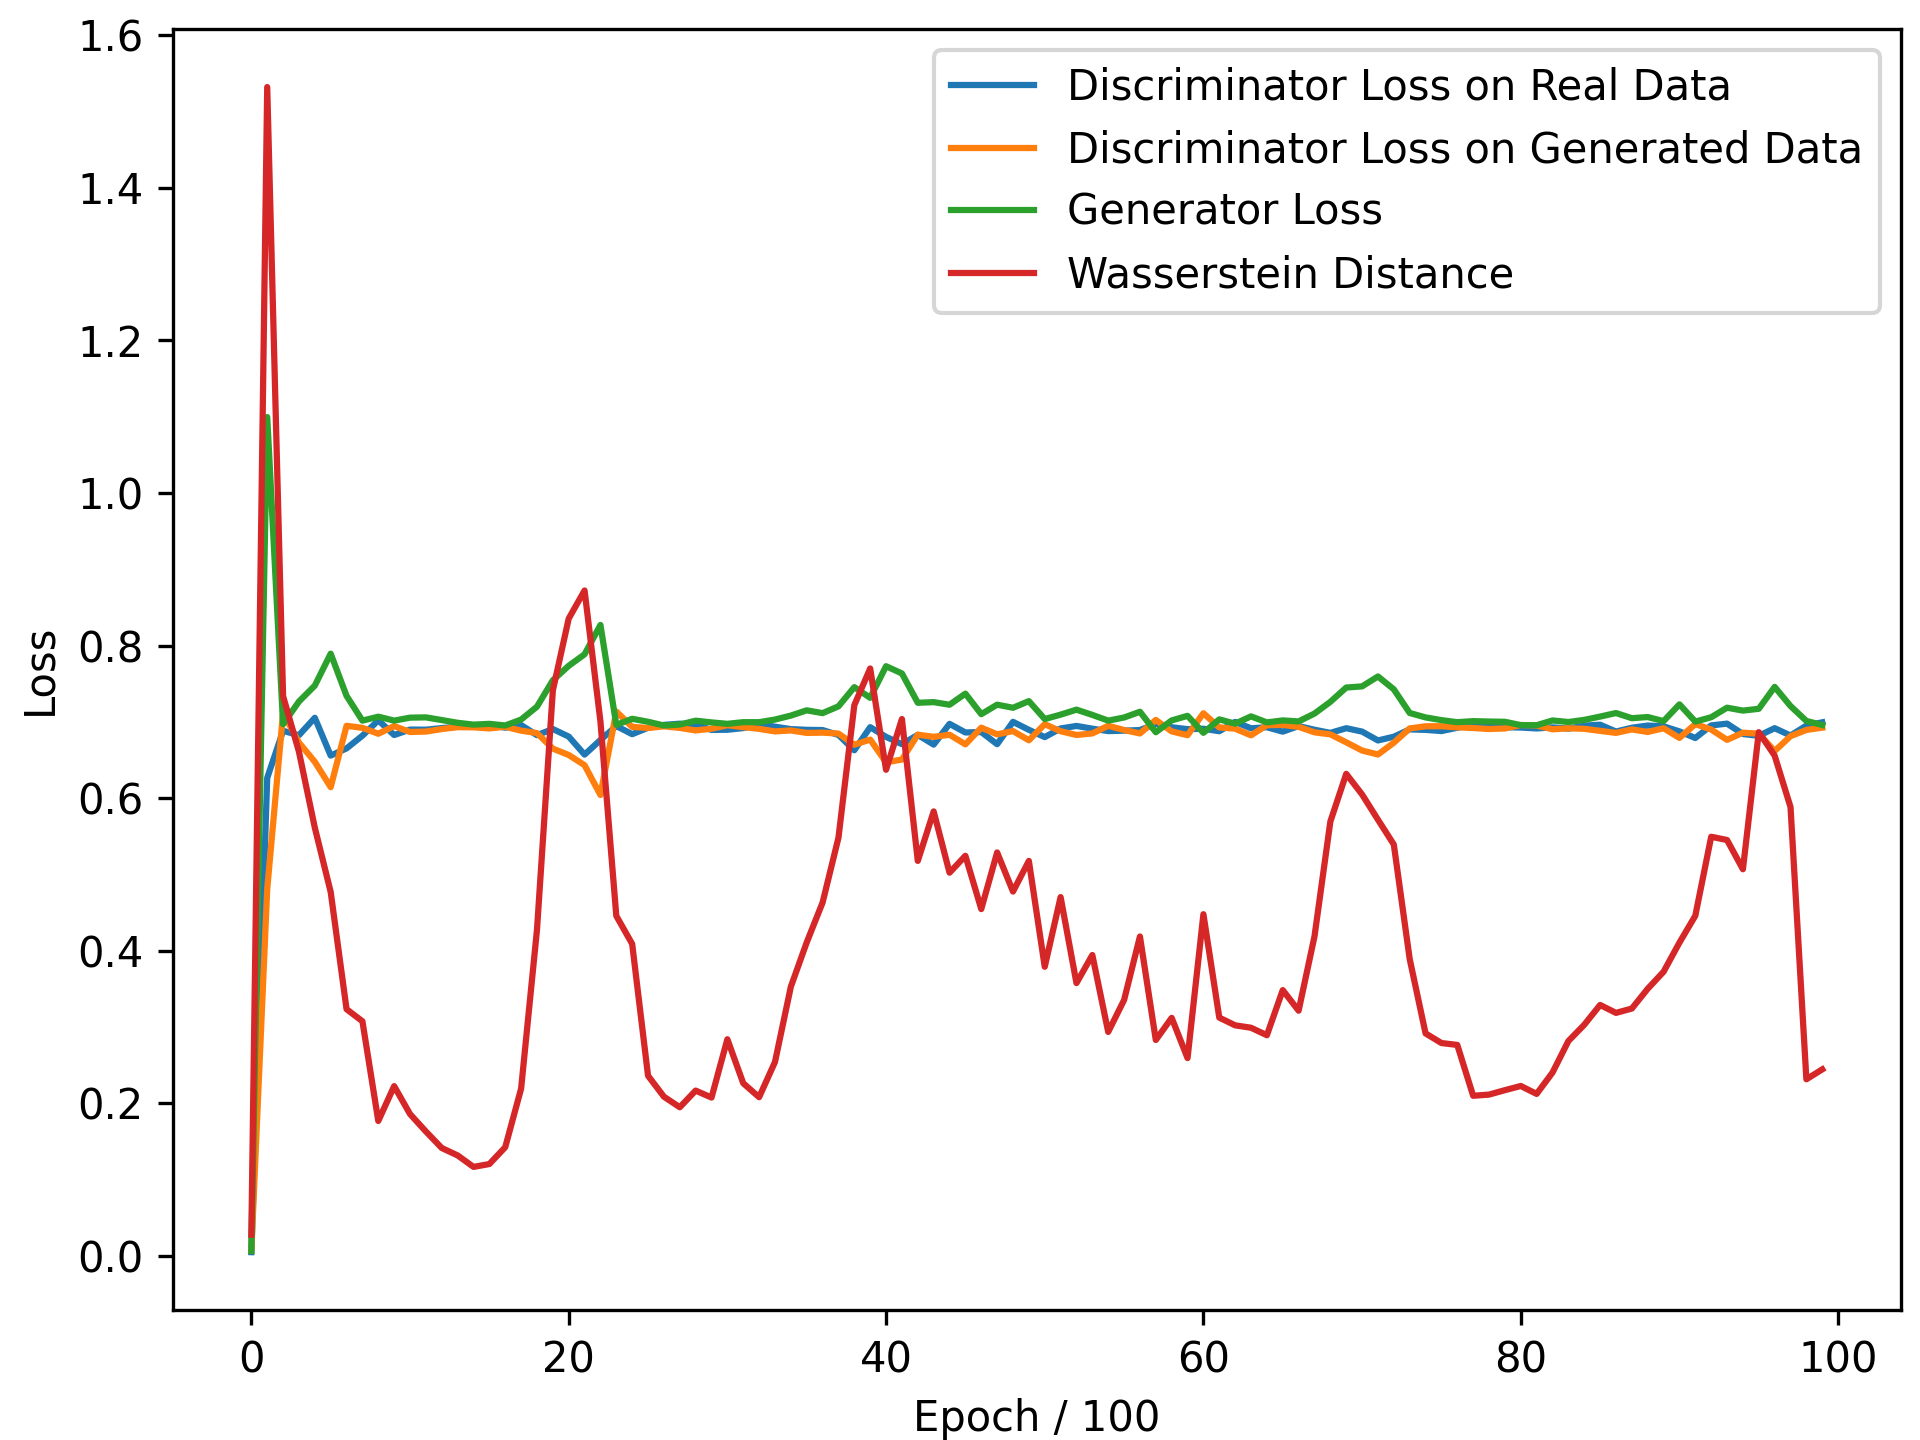 1.6
1.4
1.2
1.0
0.8
0.6
0.4
0.2
0.0
Loss
Discriminator Loss on Real Data
Discriminator Loss on Generated Data
Generator Loss
Wasserstein Distance
0 20 40 60 80 100
Epoch / 100